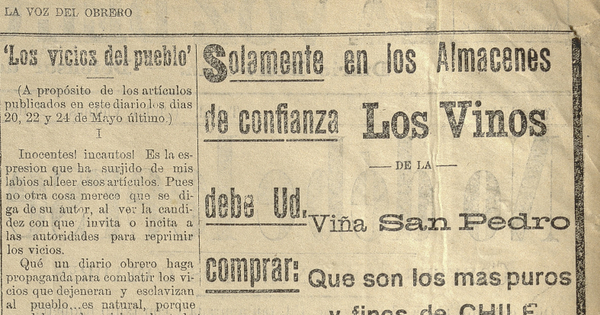 LA VOZ DEL OBRERO
'Los vicios del pueblo'
(A propósito de los artículos
publicados en este diario los dias
20, 22 y 24 de Mayo último.)
I
Inocentes! incautos! Es la es-
presion que ha surjido de mis
labios al leer esos artículos. Pues
no otra cosa merece que se di-
ga de su autor, al ver la candi-
dez con que invita o incita a
las autoridades para reprimir
los vicios.
Qué un diario obrero haga
propaganda para combatir los vi-
cios que dejeneran y esclavizan
al pueblo...es natural, porque
Solamente en los Almacenes
de confianza Los Vinos
— DE LA —
debe Ud. Viña San Pedro
comprar: Que son los mas puros
y finos de CHILE